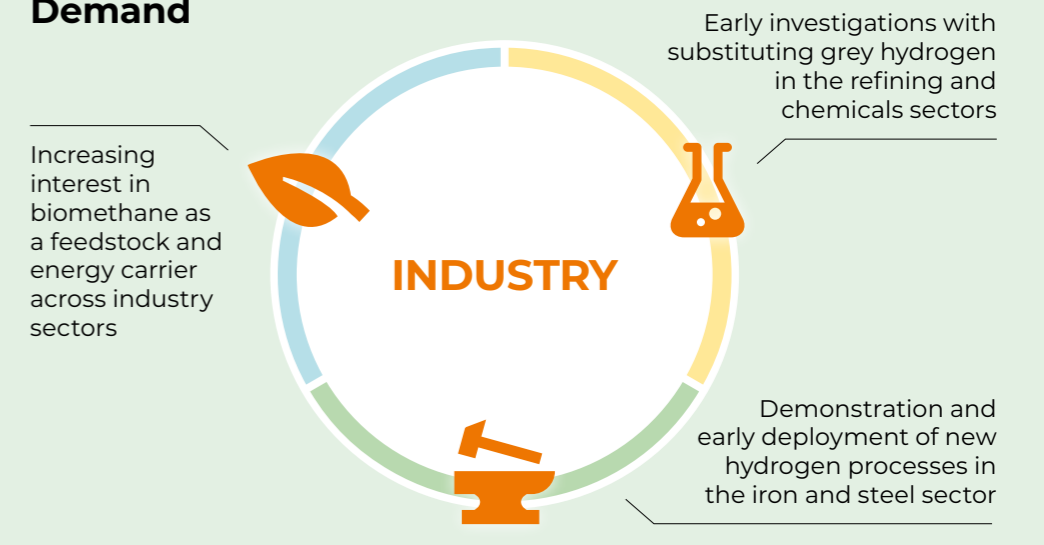 Demand
Early investigations with
substituting grey hydrogen
in the refining and
chemicals sectors
Increasing
interest in
biomethane as
a feedstock and
energy carrier
across industry
sectors
INDUSTRY
Demonstration and
early deployment of new
hydrogen processes in
the iron and steel sector